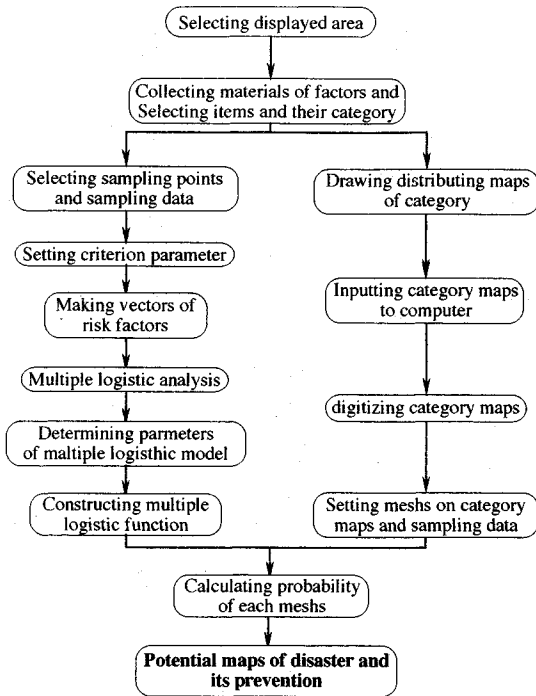 Selecting displayed area
Collecting materials of factors and
Selecting items and their category
Selecting sampling points
and sampling data
Setting criterion parameter
Making vectors of
risk factors
Multiple logistic analysis
Determining parmeters
of maltiple logisthic model
Constructing multiple
logistic function
Drawing distributing maps
of category
Inputting category maps
to computer
digitizing category maps
Setting meshs on category
maps and sampling data
Calculating probability
of each meshs
Potential maps of disaster and
its prevention